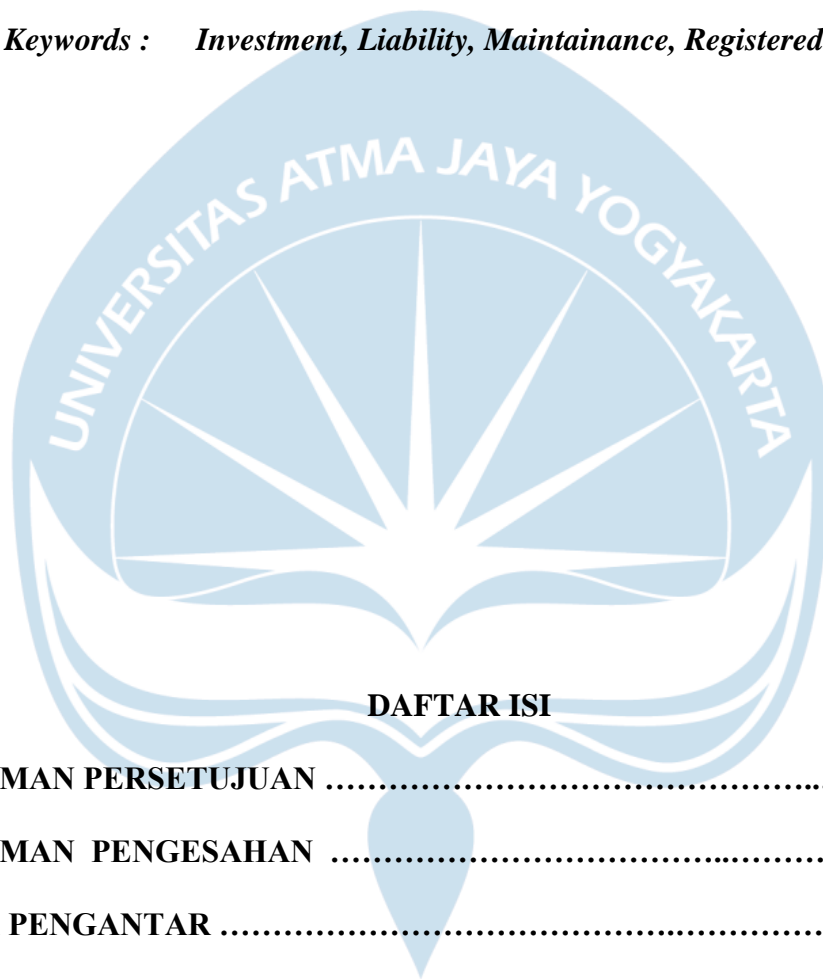 Keywords : Investment, Liability, Maintainance, Registered
UNIVERSITAS ATMA JAYA YOGYAKARTA
DAFTAR ISI
MAN PERSETUJUAN ……………………………………………...
MAN PENGESAHAN …………………………………...………
PENGANTAR ……………………………………….……………